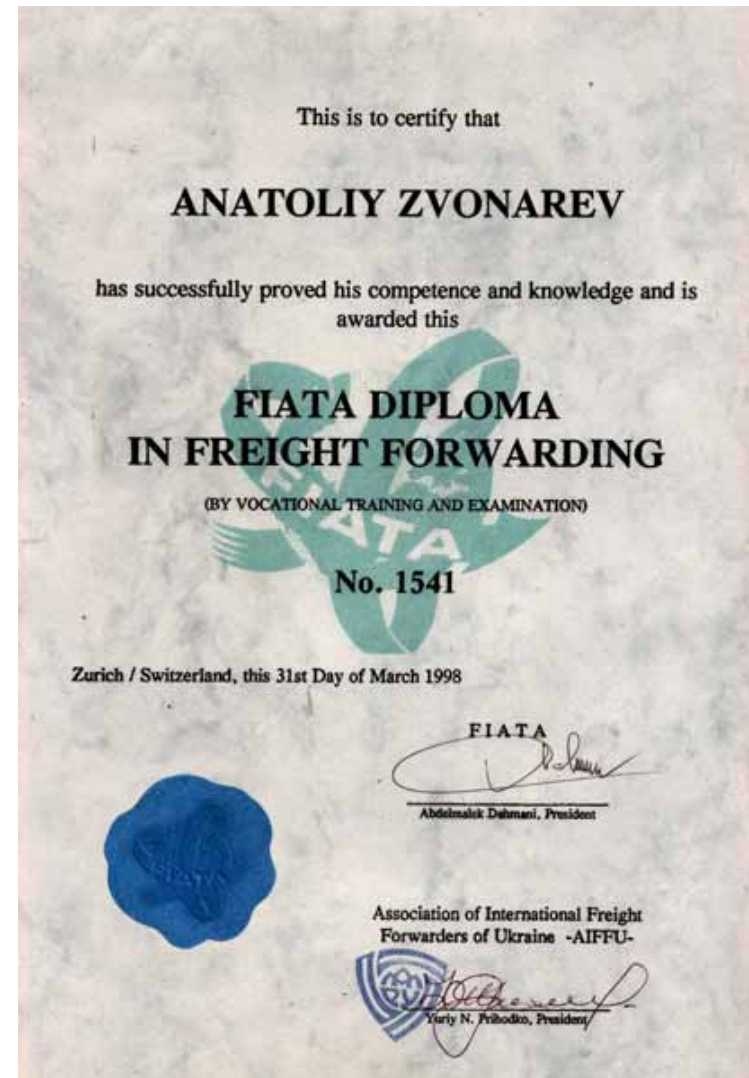 This is to certify that
ANATOLIY ZVONAREV
has successfully proved his competence and knowledge and is
awarded this
FIATA DIPLOMA
IN FREIGHT FORWARDING
FIATA
(BY VOCATIONAL TRAINING AND EXAMINATION)
No. 1541
Zurich / Switzerland, this 31st Day of March 1998
FIATA
Abdelmalek Dahmani, President
FIATA
Association of International Freight
Forwarders of Ukraine -AIFFU-
Yuriy N. Prihodko, President